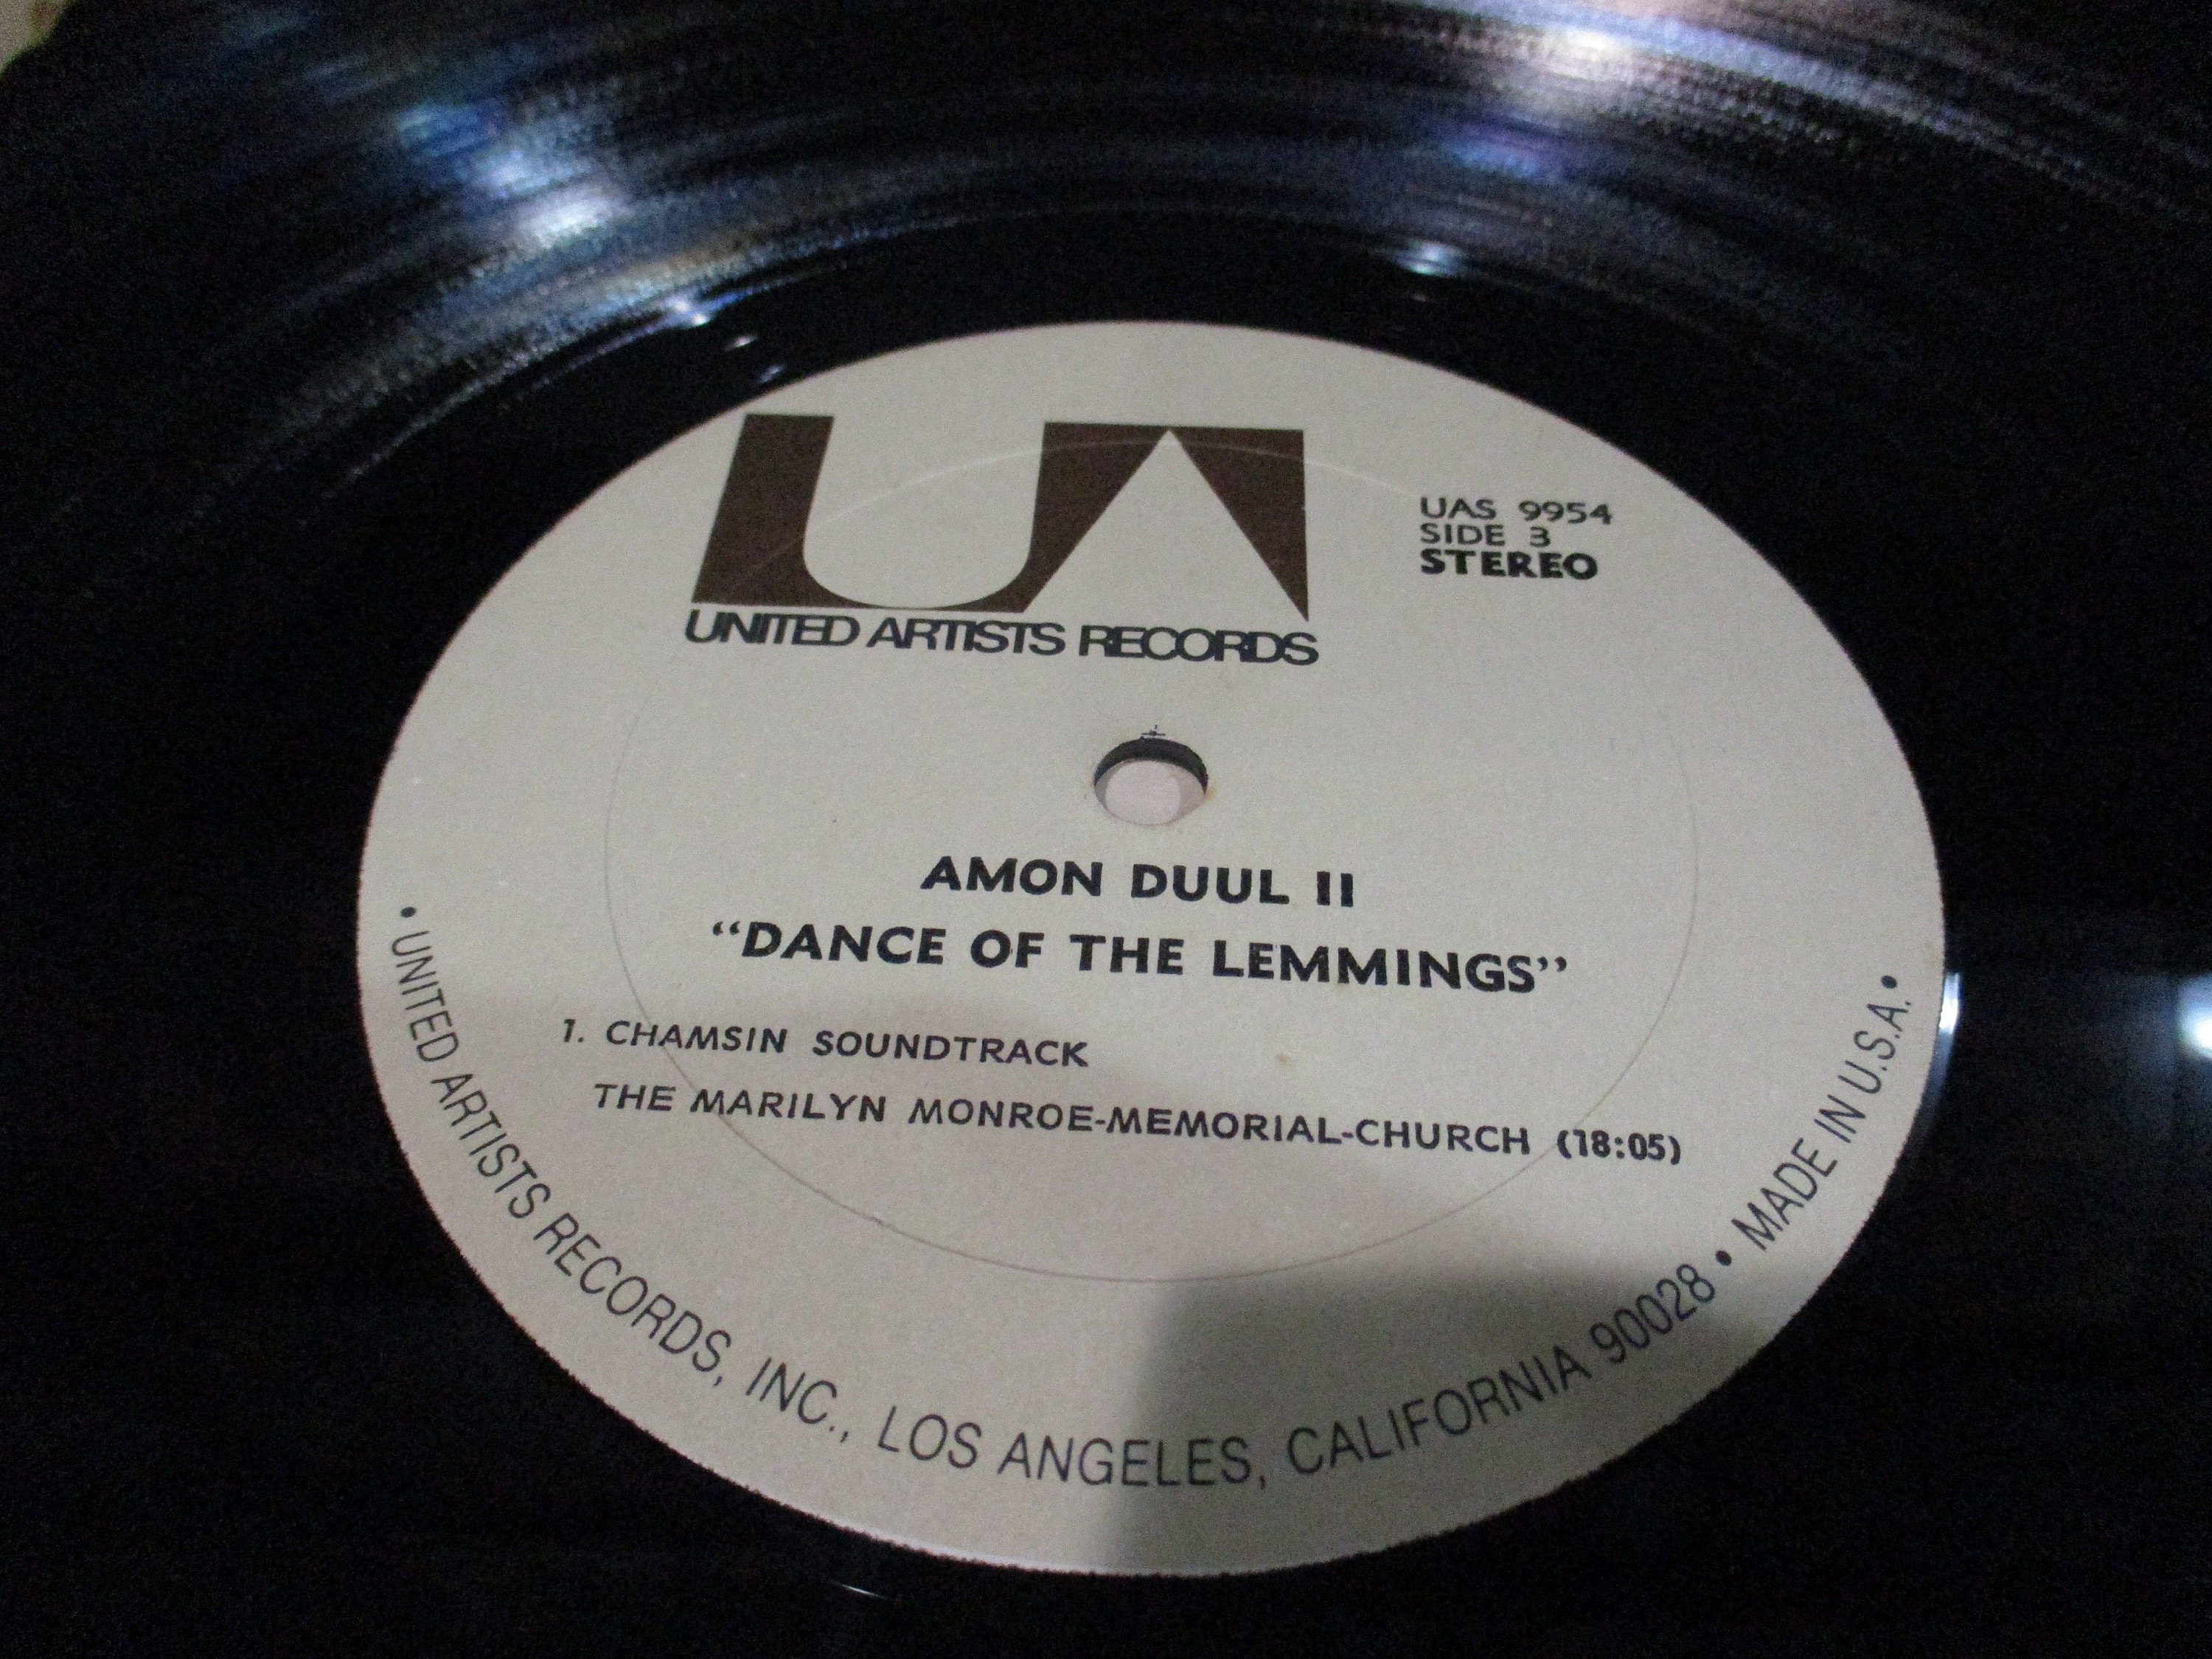 UA
UNITED ARTISTS RECORDS
UAS 9954
SIDE 3
STEREO
AMON DUUL II
“DANCE OF THE LEMMINGS”
1. CHAMSIN SOUNDTRACK
THE MARILYN MONROE-MEMORIAL-CHURCH (18:05)
• UNITED ARTISTS RECORDS, INC., LOS ANGELES, CALIFORNIA 90028 • MADE IN U.S.A. •